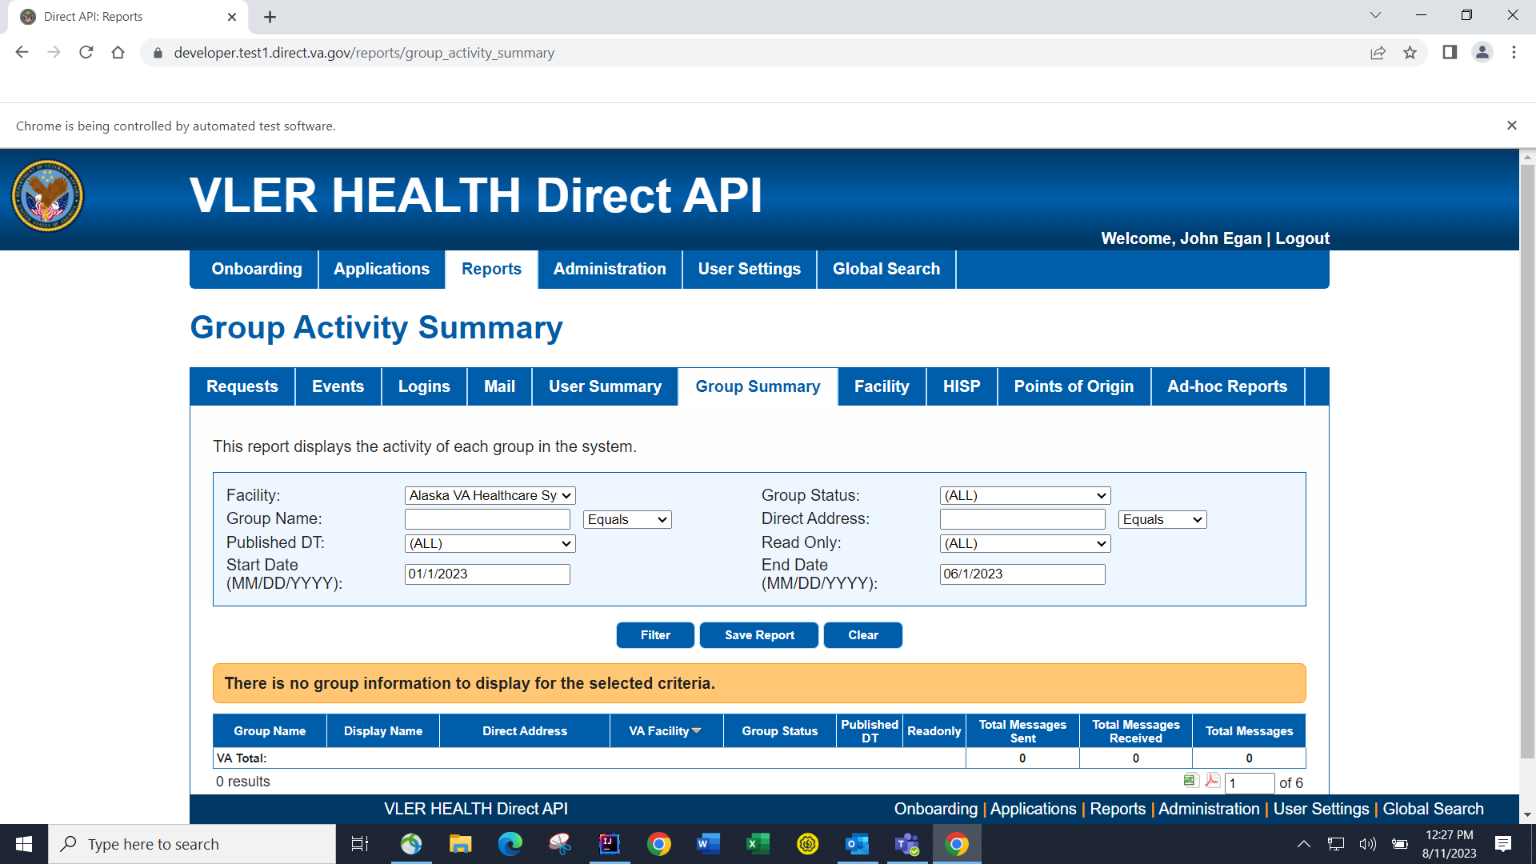 Direct API: Reports
developer.test1.direct.va.gov/reports/group_activity_summary
Chrome is being controlled by automated test software.
VLER HEALTH Direct API
Welcome, John Egan | Logout
Onboarding Applications Reports Administration User Settings Global Search
Group Activity Summary
Requests Events Logins Mail User Summary Group Summary Facility HISP Points of Origin Ad-hoc Reports
This report displays the activity of each group in the system.
Facility: Alaska VA Healthcare Sy Group Status: (ALL)
Group Name: Equals Direct Address: Equals
Published DT: (ALL) Read Only: (ALL)
Start Date (MM/DD/YYYY): 01/1/2023 End Date (MM/DD/YYYY): 06/1/2023
Filter Save Report Clear
There is no group information to display for the selected criteria.
Group Name Display Name Direct Address VA Facility Group Status Published DT Readonly Total Messages Sent Total Messages Received Total Messages
VA Total: 0 0 0
0 results 1 of 6
VLER HEALTH Direct API Onboarding | Applications | Reports | Administration | User Settings | Global Search
Type here to search
12:27 PM
8/11/2023